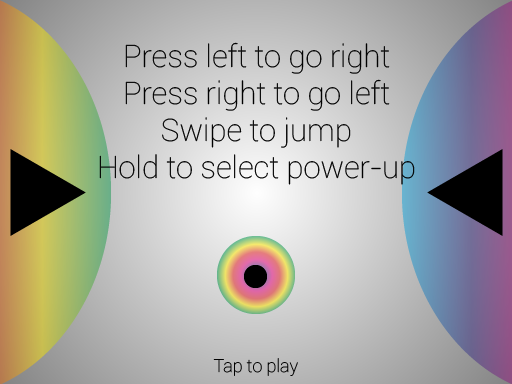 Press left to go right
Press right to go left
Swipe to jump
Hold to select power-up
Tap to play